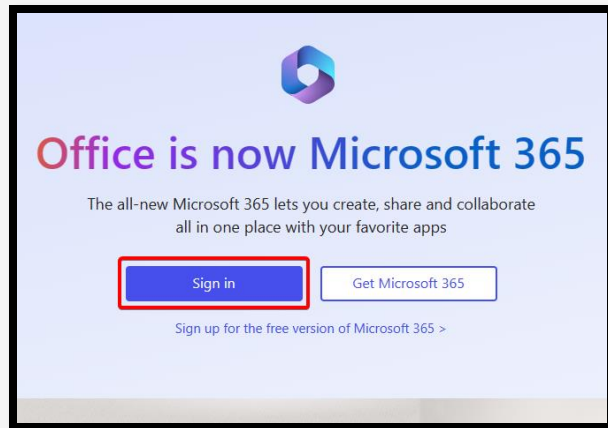 Office is now Microsoft 365
The all-new Microsoft 365 lets you create, share and collaborate
all in one place with your favorite apps
Sign in
Get Microsoft 365
Sign up for the free version of Microsoft 365 >